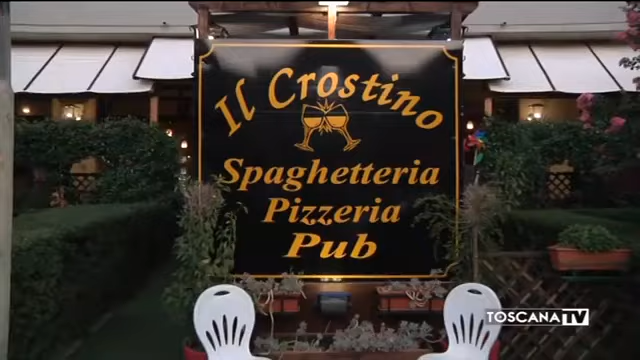 Il Crostino
Spaghetteria
Pizzeria
Pub
TOSCANA TV